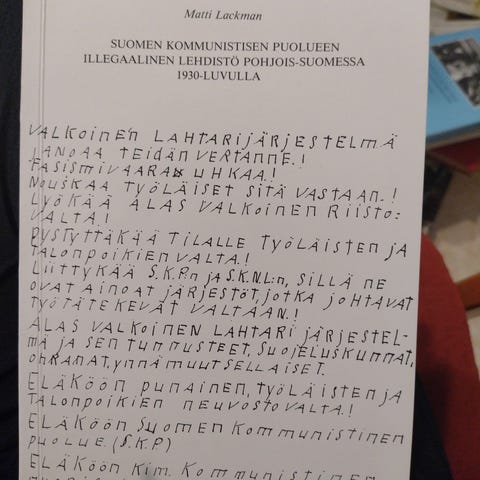 Matti Lackman
SUOMEN KOMMUNISTISEN PUOLUEEN
ILLEGAALINEN LEHDISTÖ POHJOIS-SUOMESSA
1930-LUVULLA
VALKOINEN LAHTARIJÄRJESTELMÄ
JANOAA TEIDÄN VERTANNE.!
FASISMIVAARA UHKAA.!
NOUSKAA TYÖLÄISET SITÄ VASTAAN.!
LYÖKÄÄ ALAS VALKOINEN RIISTO:
VALTA.!
PYSTYTTÄKÄÄ TILALLE TYÖLÄISTEN JA
TALONPOIKIEN VALTA.!
LIITTYKÄÄ S.K.P:n JA S.K.N.L:n, SILLÄ NE
OVAT AINOAT JÄRJESTÖT, JOTKA JOHTAVAT
TYÖTÄTEKEVÄT VALTAAN.!
ALAS VALKOINEN LAHTARIJÄRJESTEL-
MÄ JA SEN TUNNUSTEET, SUOJELUSKUNNAT,
OHRANAT, YNNÄ MUUT SELLAISET.
ELÄKÖÖN PUNAINEN, TYÖLÄISTEN JA
TALONPOIKIEN NEUVOSTOVALTA.!
ELÄKÖÖN SUOMEN KOMMUNISTINEN
PUOLUE. (S.K.P)
ELÄKÖÖN KIM. KOMMUNISTINEN